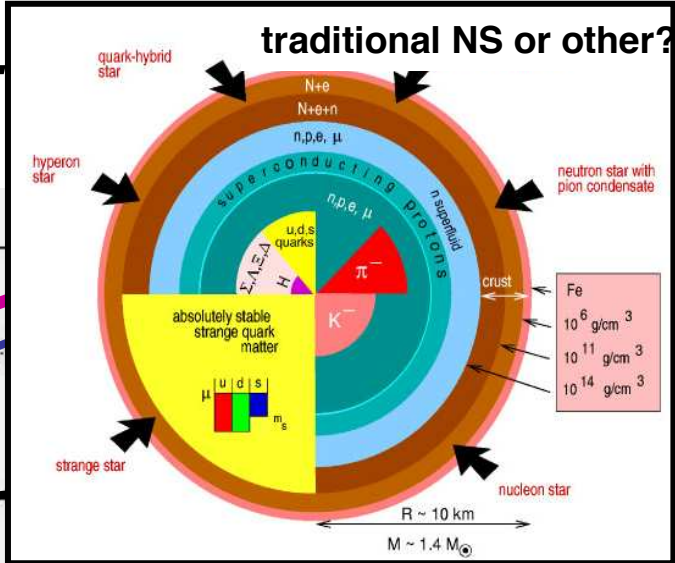 traditional NS or other?
quark-hybrid
star
N+e
N+e+n
n,p,e, μ
hyperon
star
neutron star with
pion condensate
superconducting protons
n superfluid
n,p,e, μ
u,d,s
quarks
Σ,Λ,Ξ,Δ
H
π⁻
K⁻
crust
Fe
10⁶ g/cm³
10¹¹ g/cm³
10¹⁴ g/cm³
absolutely stable
strange quark
matter
μ
u d s
mₛ
strange star
nucleon star
R ~ 10 km
M ~ 1.4 M⊙